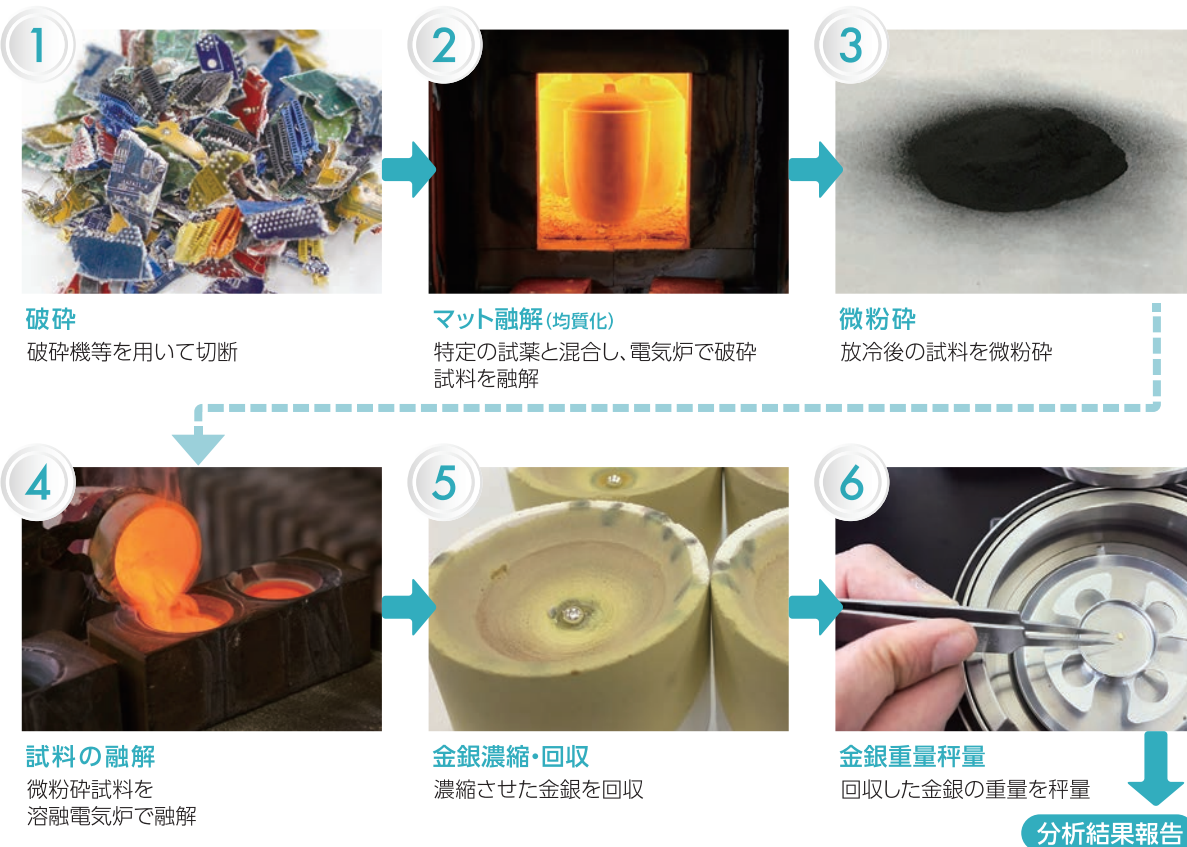 1
2
3
破砕
破砕機等を用いて切断
マット融解(均質化)
特定の試薬と混合し、電気炉で破砕
試料を融解
微粉砕
放冷後の試料を微粉砕
4
5
6
試料の融解
微粉砕試料を
溶融電気炉で融解
金銀濃縮・回収
濃縮させた金銀を回収
金銀重量秤量
回収した金銀の重量を秤量
分析結果報告